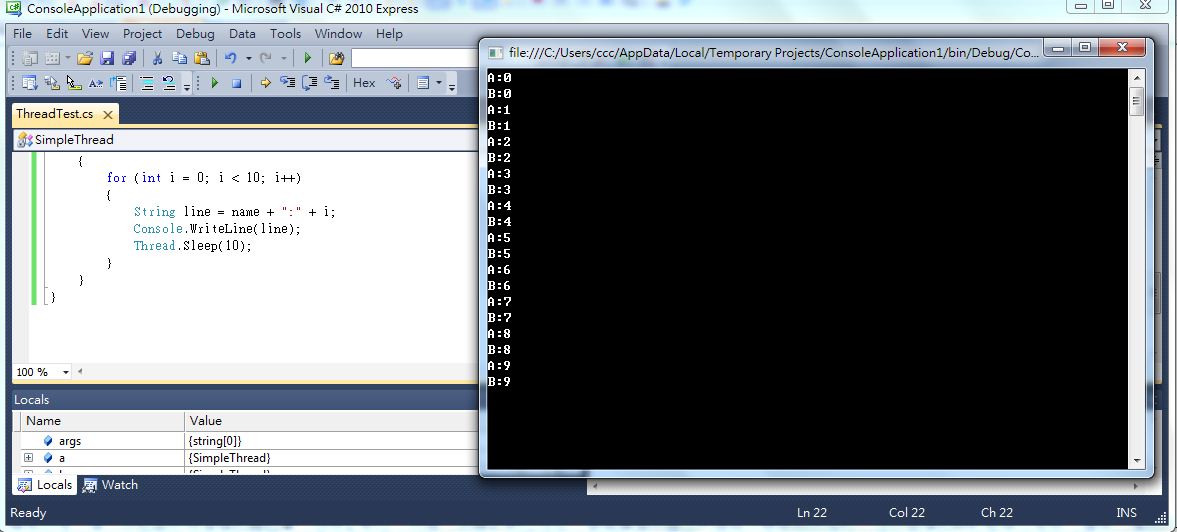 ConsoleApplication1 (Debugging) - Microsoft Visual C# 2010 Express
File Edit View Project Debug Data Tools Window Help
Hex
ThreadTest.cs
SimpleThread
{
for (int i = 0; i < 10; i++)
{
String line = name + ":" + i;
Console.WriteLine(line);
Thread.Sleep(10);
}
}
}
100 %
file:///C:/Users/ccc/AppData/Local/Temporary Projects/ConsoleApplication1/bin/Debug/Co...
A:0
B:0
A:1
B:1
A:2
B:2
A:3
B:3
A:4
B:4
A:5
B:5
A:6
B:6
A:7
B:7
A:8
B:8
A:9
B:9
Locals
Name Value
args {string[0]}
a {SimpleThread}
Locals Watch
Ready Ln 22 Col 22 Ch 22 INS